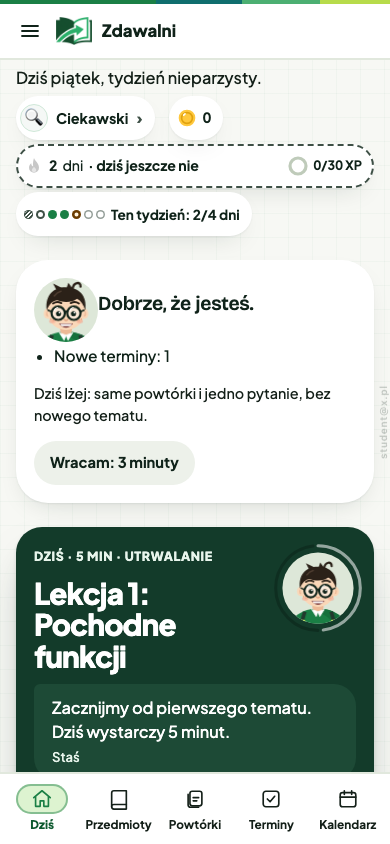 Zdawalni
Dziś piątek, tydzień nieparzysty.
Ciekawski ›
0
2 dni · dziś jeszcze nie
0/30 XP
Ten tydzień: 2/4 dni
Dobrze, że jesteś.
• Nowe terminy: 1
Dziś lżej: same powtórki i jedno pytanie, bez
nowego tematu.
Wracam: 3 minuty
student@x.pl
DZIŚ · 5 MIN · UTRWALANIE
Lekcja 1:
Pochodne
funkcji
Zacznijmy od pierwszego tematu.
Dziś wystarczy 5 minut.
Staś
Dziś
Przedmioty
Powtórki
Terminy
Kalendarz